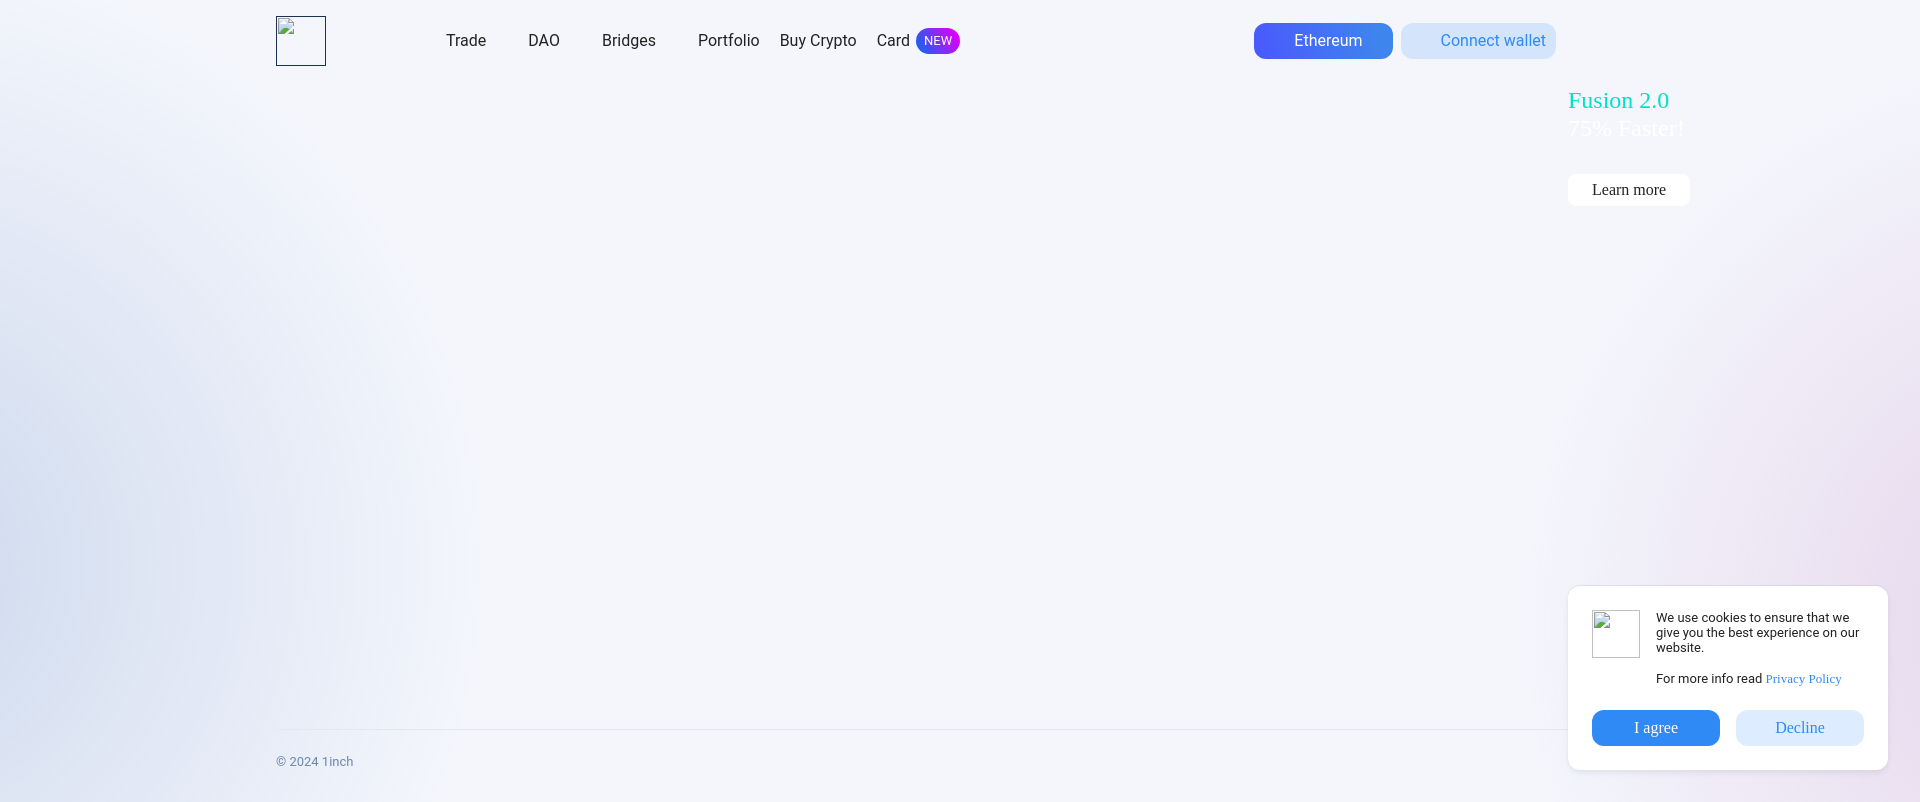 Trade DAO Bridges Portfolio Buy Crypto Card NEW Ethereum Connect wallet
Fusion 2.0
75% Faster!
Learn more
We use cookies to ensure that we
give you the best experience on our
website.
For more info read Privacy Policy
I agree Decline
© 2024 1inch